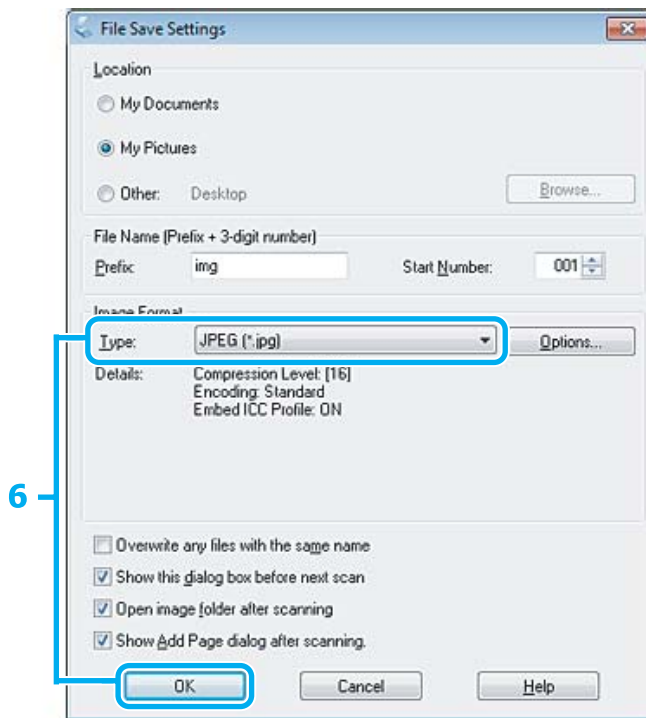 File Save Settings
Location
My Documents
My Pictures
Other: Desktop Browse...
File Name (Prefix + 3-digit number)
Prefix img Start Number: 001
Image Format
Type: JPEG (*.jpg) Options...
Details: Compression Level: [16]
Encoding: Standard
Embed ICC Profile: ON
6
Overwrite any files with the same name
Show this dialog box before next scan
Open image folder after scanning
Show Add Page dialog after scanning.
OK Cancel Help